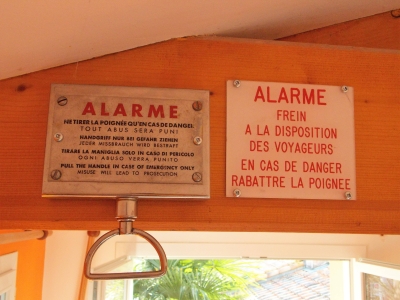 ALARME
NE TIRER LA POIGNÉE QU'EN CAS DE DANGER
TOUT ABUS SERA PUNI
HANDGRIFF NUR BEI GEFAHR ZIEHEN
JEDER MISSBRAUCH WIRD BESTRAFT
TIRARE LA MANIGLIA SOLO IN CASO DI PERICOLO
OGNI ABUSO VERRA PUNITO
PULL THE HANDLE IN CASE OF EMERGENCY ONLY
MISUSE WILL LEAD TO PROSECUTION
ALARME
FREIN
A LA DISPOSITION
DES VOYAGEURS
EN CAS DE DANGER
RABATTRE LA POIGNEE